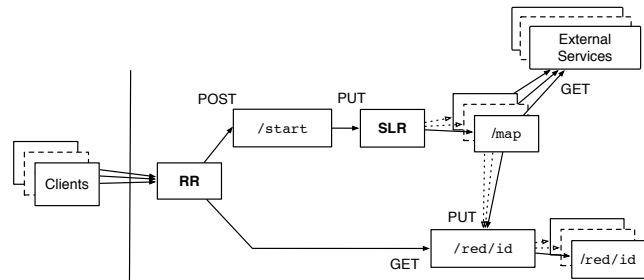 External
Services
GET
POST
PUT
/start
SLR
/map
Clients
RR
PUT
GET
/red/id
/red/id